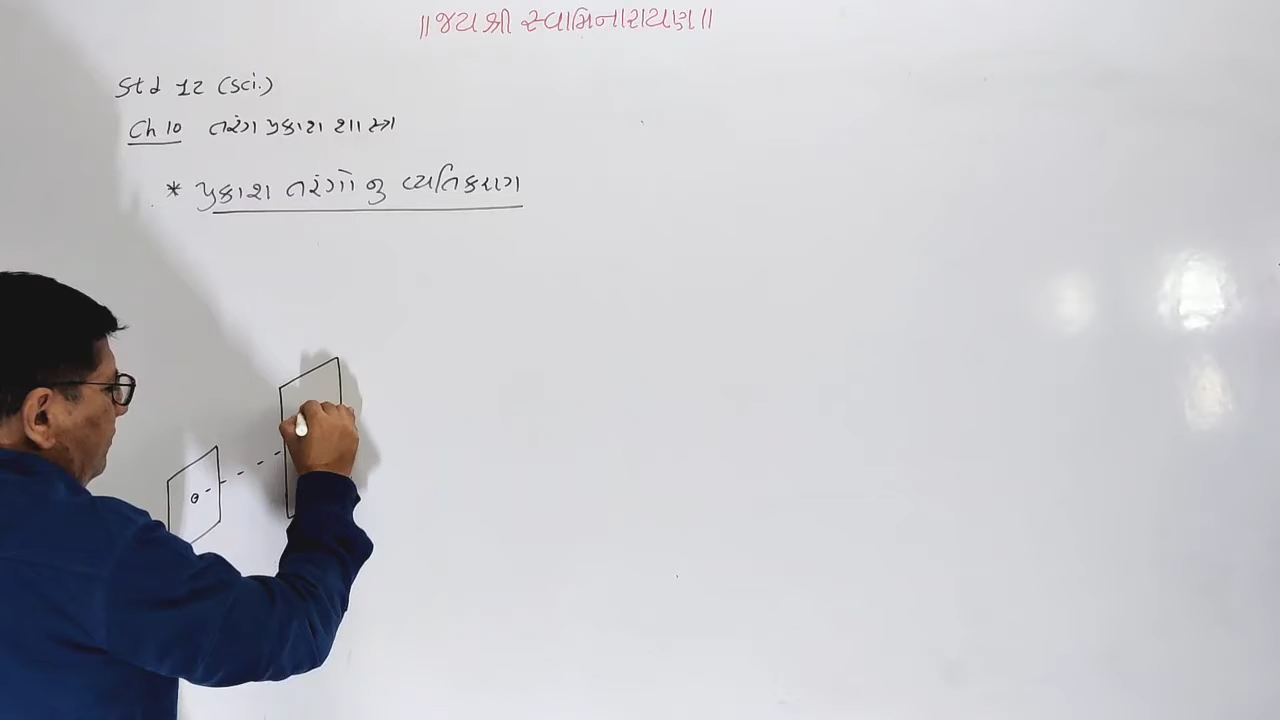 ॥જય શ્રી સ્વામિનારાયણ॥
Std 12 (Sci.)
Ch 10 તરંગ પ્રકાશ શાસ્ત્ર
* પ્રકાશ તરંગોનુ વ્યતિકરણ